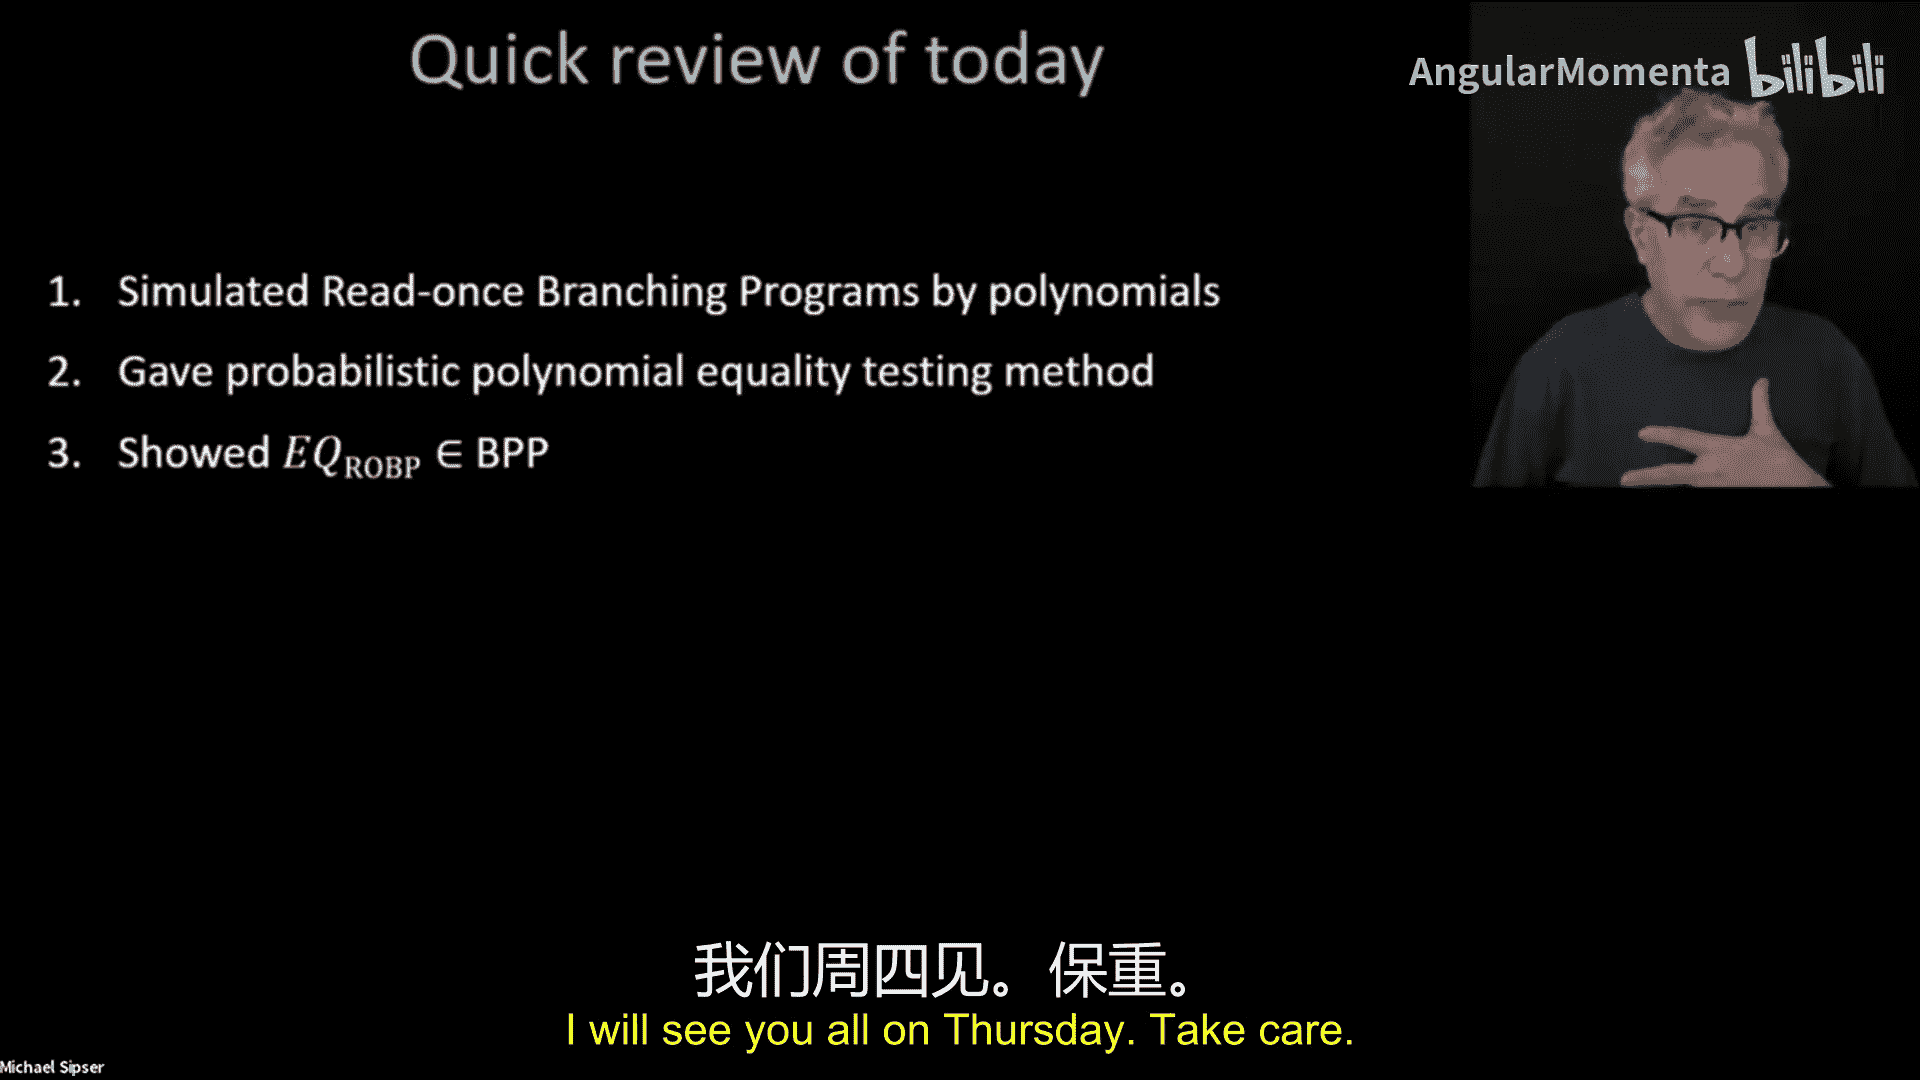 Quick review of today
AngularMomenta bilibili
1. Simulated Read-once Branching Programs by polynomials
2. Gave probabilistic polynomial equality testing method
3. Showed EQ_ROBP ∈ BPP
我们周四见。保重。
I will see you all on Thursday. Take care.
Michael Sipser